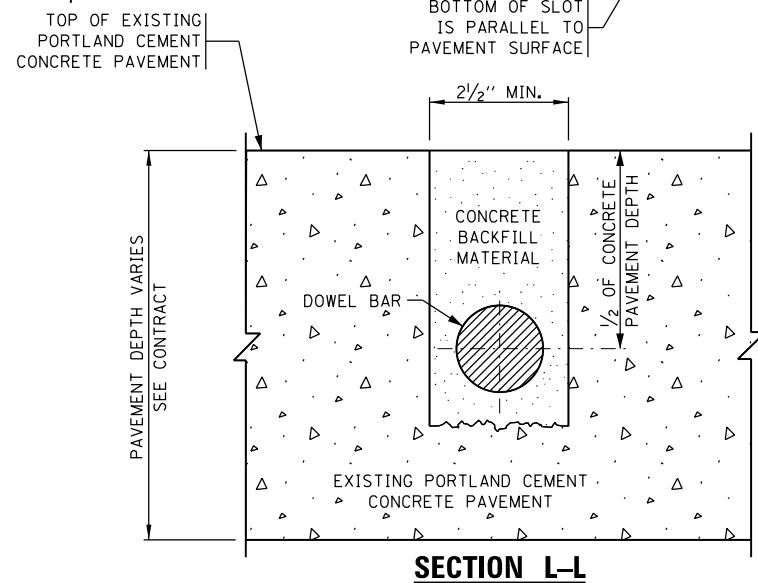 TOP OF EXISTING
PORTLAND CEMENT
CONCRETE PAVEMENT
BOTTOM OF SLOT
IS PARALLEL TO
PAVEMENT SURFACE
2 1/2" MIN.
PAVEMENT DEPTH VARIES
SEE CONTRACT
CONCRETE
BACKFILL
MATERIAL
1/2 OF CONCRETE
PAVEMENT DEPTH
DOWEL BAR
EXISTING PORTLAND CEMENT
CONCRETE PAVEMENT
SECTION L–L